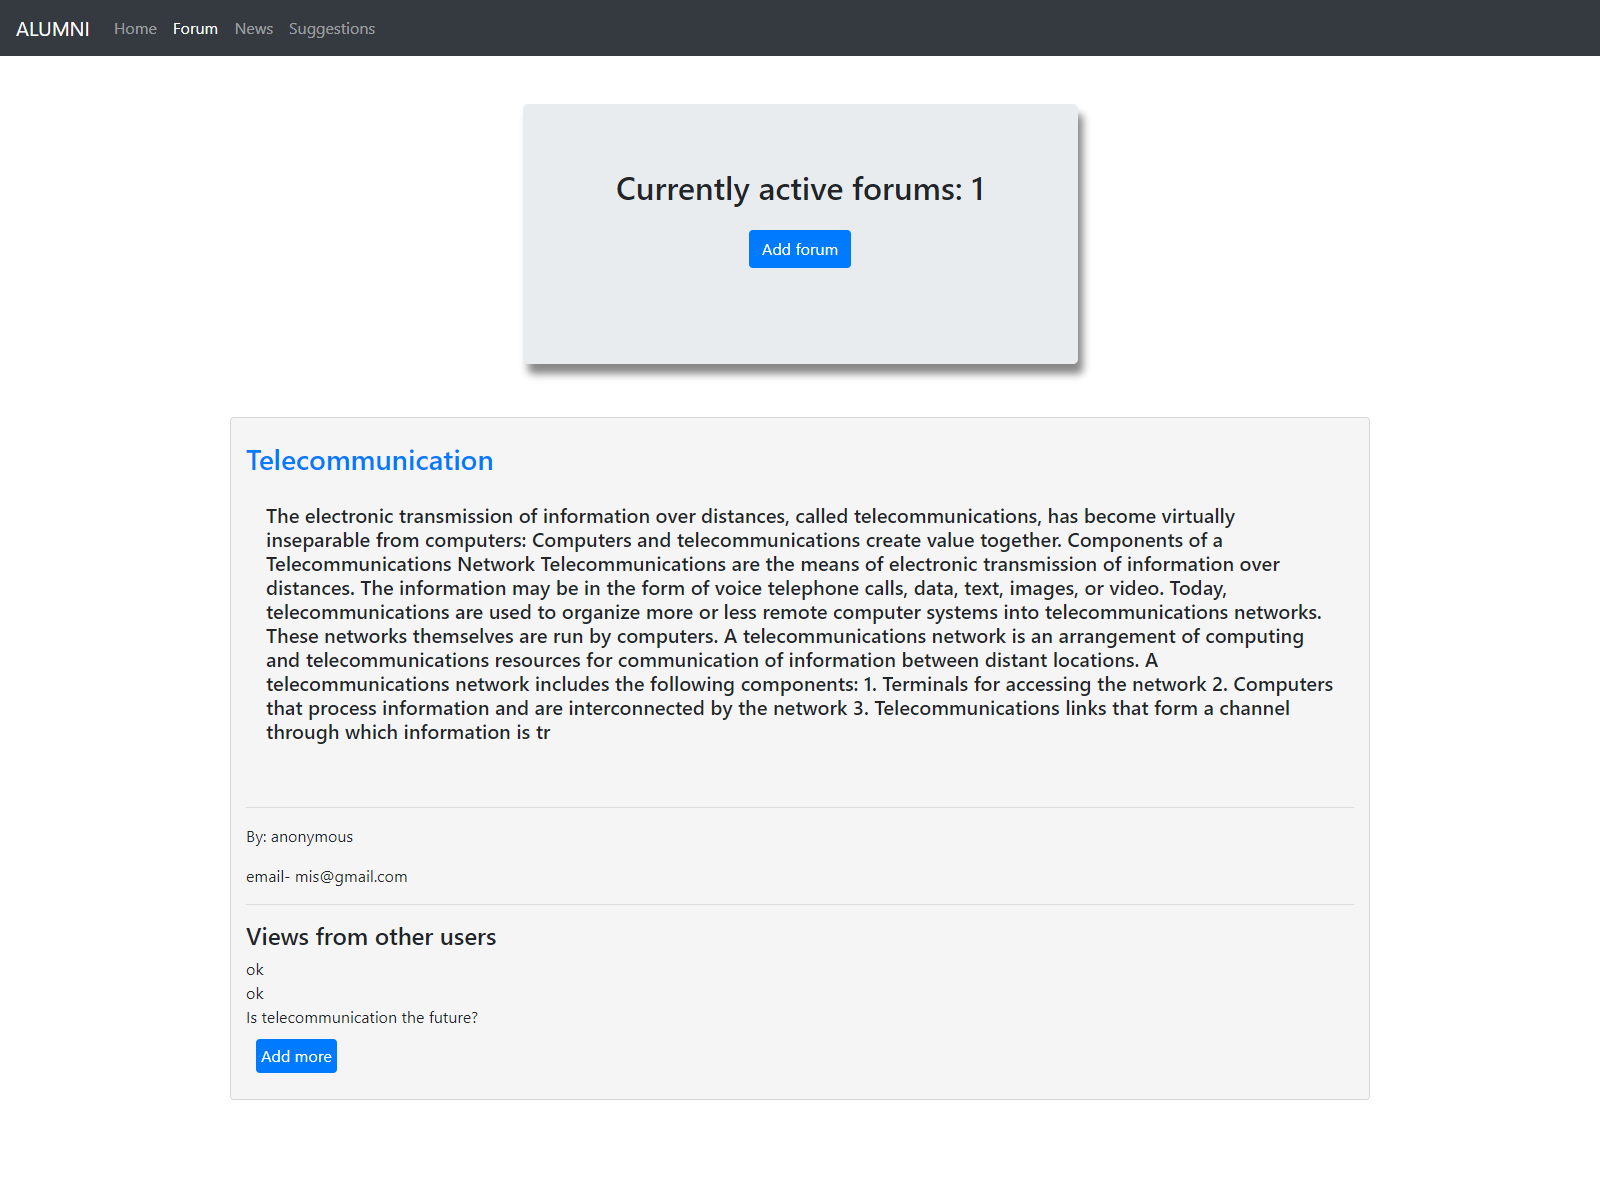 ALUMNI Home Forum News Suggestions
Currently active forums: 1
Add forum
Telecommunication
The electronic transmission of information over distances, called telecommunications, has become virtually
inseparable from computers: Computers and telecommunications create value together. Components of a
Telecommunications Network Telecommunications are the means of electronic transmission of information over
distances. The information may be in the form of voice telephone calls, data, text, images, or video. Today,
telecommunications are used to organize more or less remote computer systems into telecommunications networks.
These networks themselves are run by computers. A telecommunications network is an arrangement of computing
and telecommunications resources for communication of information between distant locations. A
telecommunications network includes the following components: 1. Terminals for accessing the network 2. Computers
that process information and are interconnected by the network 3. Telecommunications links that form a channel
through which information is tr
By: anonymous
email- mis@gmail.com
Views from other users
ok
ok
Is telecommunication the future?
Add more